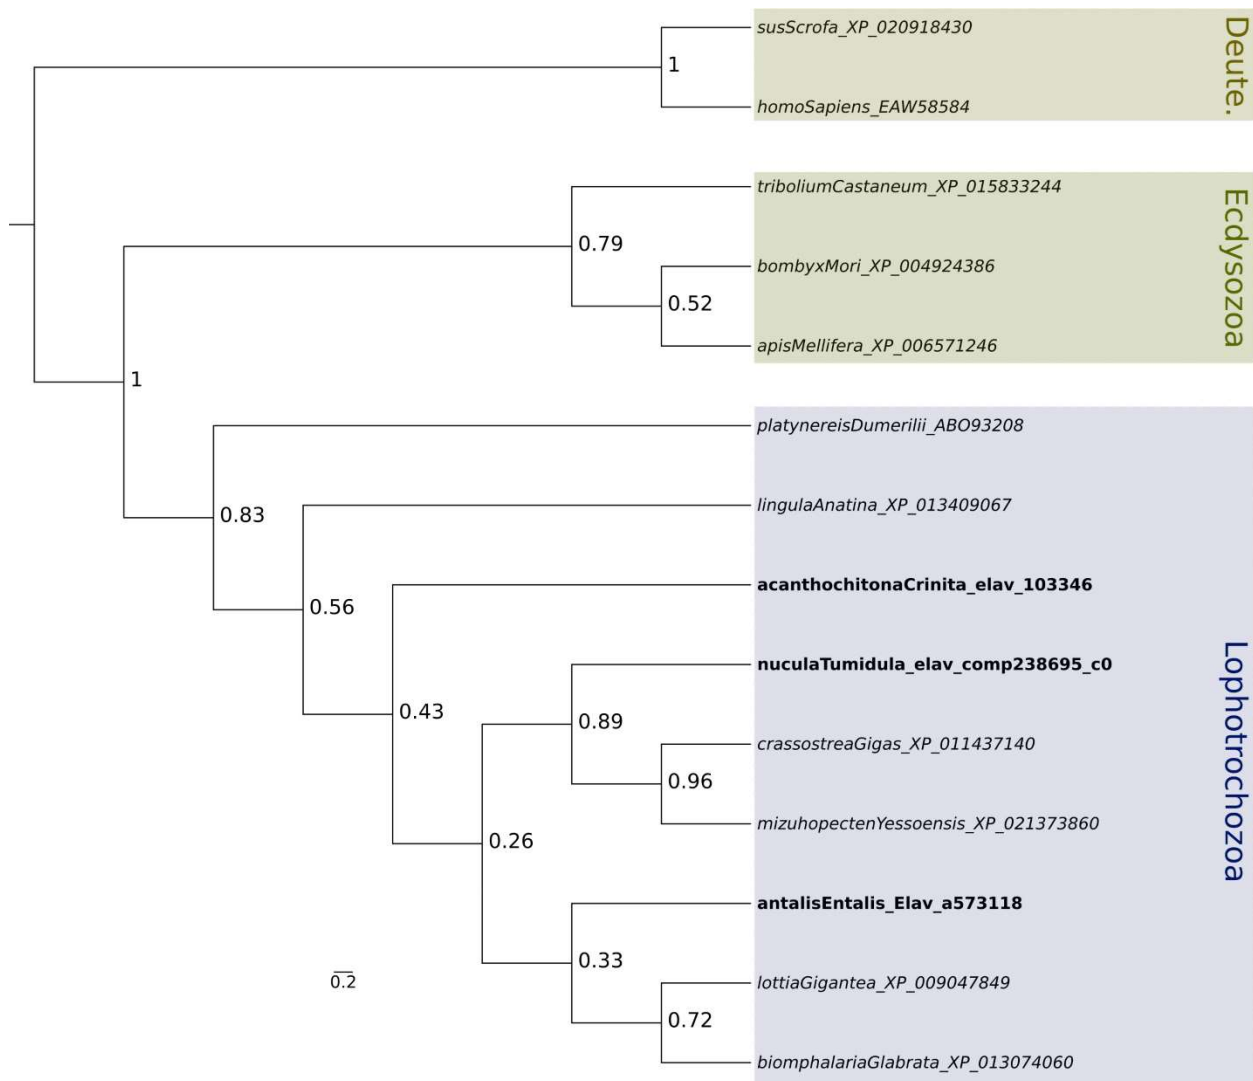 susScrofa_XP_020918430
1
homoSapiens_EAW58584
Deute.
triboliumCastaneum_XP_015833244
0.79
bombyxMori_XP_004924386
0.52
apisMellifera_XP_006571246
Ecdysozoa
1
platynereisDumerilii_ABO93208
0.83
lingulaAnatina_XP_013409067
0.56
acanthochitonaCrinita_elav_103346
0.43
nuculaTumidula_elav_comp238695_c0
0.89
crassostreaGigas_XP_011437140
0.96
mizuhopectenYessoensis_XP_021373860
0.26
antalisEntalis_Elav_a573118
0.33
lottiaGigantea_XP_009047849
0.72
biomphalariaGlabrata_XP_013074060
Lophotrochozoa
0.2